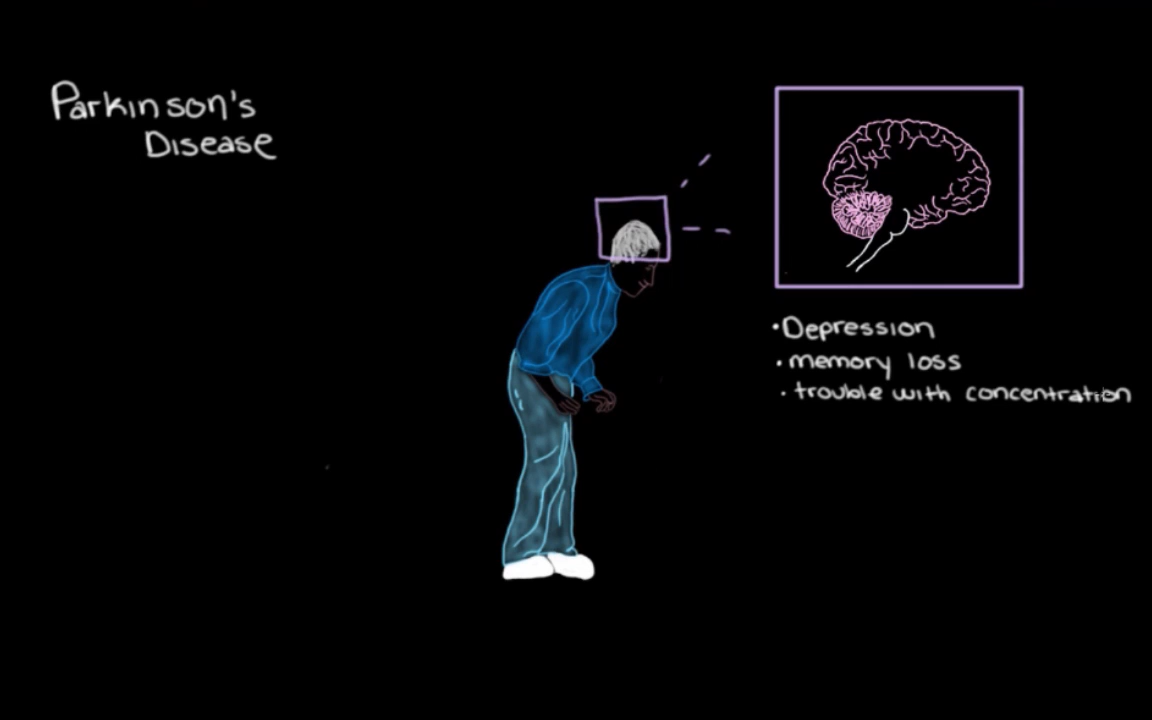 Parkinson's
Disease
• Depression
• memory loss
• trouble with concentration